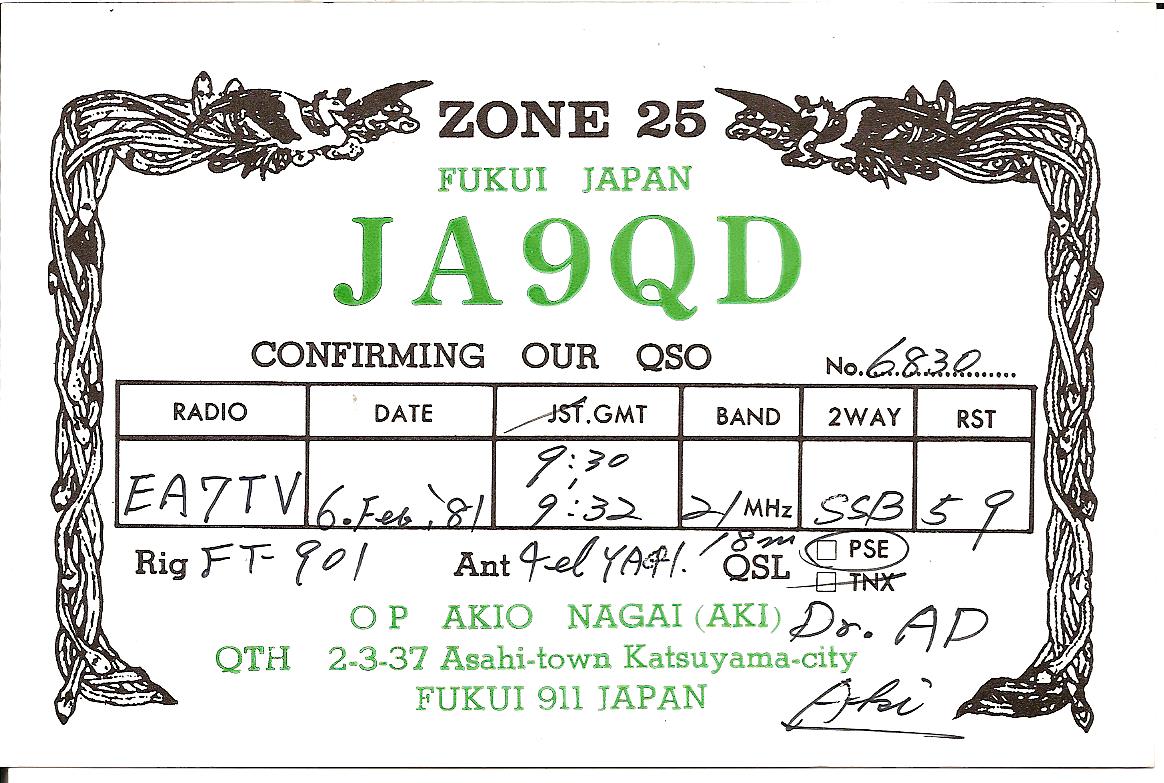 ZONE 25
FUKUI JAPAN
JA9QD
CONFIRMING OUR QSO No. 6830
RADIO DATE JST.GMT BAND 2WAY RST
9:30
EA7TV 6.Feb,'81 9:32 21 MHz SSB 59
Rig FT-901 Ant 4el YAGI. 18m QSL PSE
TNX
OP AKIO NAGAI (AKI) Dr. AD
QTH 2-3-37 Asahi-town Katsuyama-city
FUKUI 911 JAPAN Aki